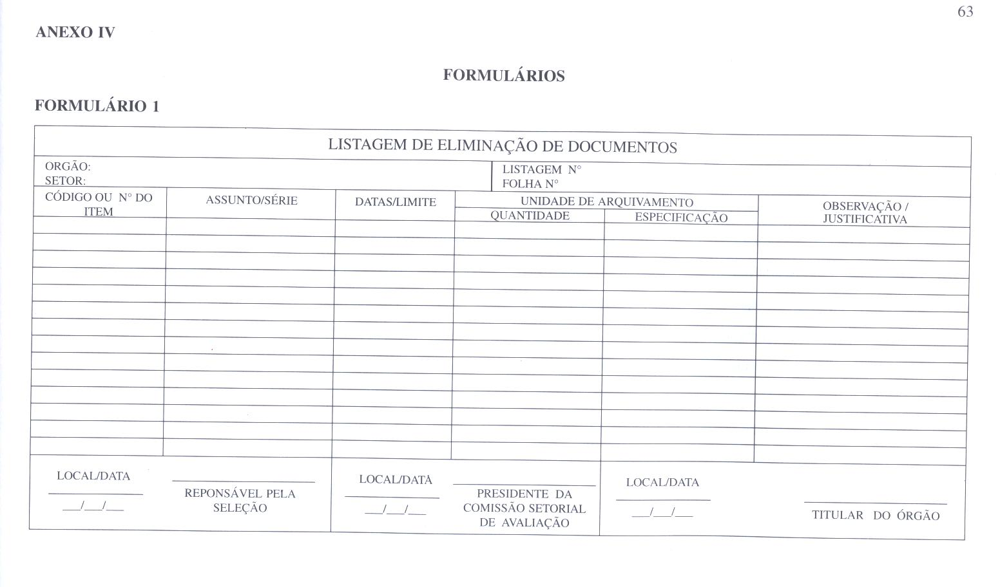 63
ANEXO IV
FORMULÁRIOS
FORMULÁRIO 1
LISTAGEM DE ELIMINAÇÃO DE DOCUMENTOS
ORGÃO:
SETOR:
LISTAGEM N°
FOLHA N°
CÓDIGO OU N° DO
ITEM
ASSUNTO/SÉRIE
DATAS/LIMITE
UNIDADE DE ARQUIVAMENTO
QUANTIDADE
ESPECIFICAÇÃO
OBSERVAÇÃO /
JUSTIFICATIVA
LOCAL/DATA
___/___/___
REPONSÁVEL PELA
SELEÇÃO
LOCAL/DATA
___/___/___
PRESIDENTE DA
COMISSÃO SETORIAL
DE AVALIAÇÃO
LOCAL/DATA
___/___/___
TITULAR DO ÓRGÃO